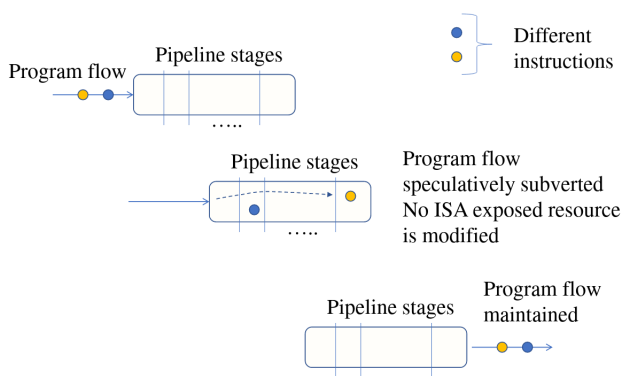 Different
instructions
Pipeline stages
Program flow
.....
Pipeline stages
Program flow
speculatively subverted
No ISA exposed resource
is modified
.....
Pipeline stages
Program flow
maintained